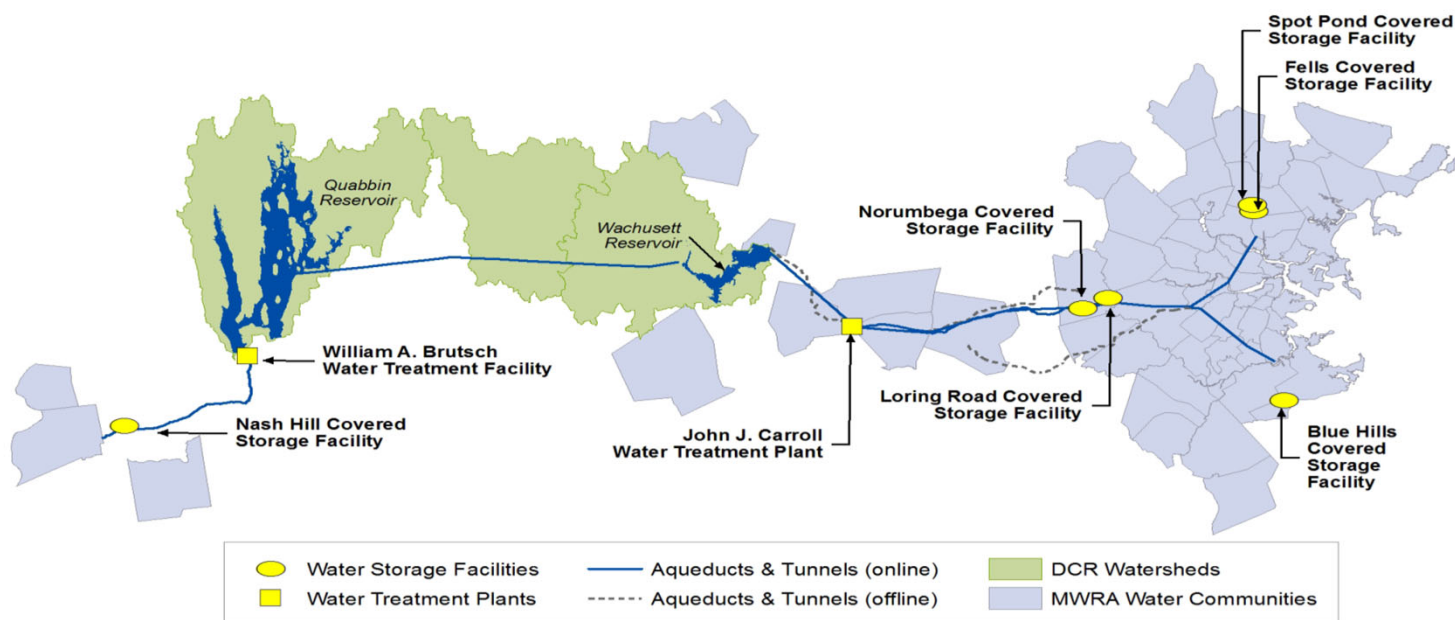 Spot Pond Covered
Storage Facility
Fells Covered
Storage Facility
Quabbin
Reservoir
Wachusett
Reservoir
Norumbega Covered
Storage Facility
William A. Brutsch
Water Treatment Facility
Nash Hill Covered
Storage Facility
John J. Carroll
Water Treatment Plant
Loring Road Covered
Storage Facility
Blue Hills
Covered
Storage
Facility
Water Storage Facilities
Aqueducts & Tunnels (online)
DCR Watersheds
Water Treatment Plants
Aqueducts & Tunnels (offline)
MWRA Water Communities